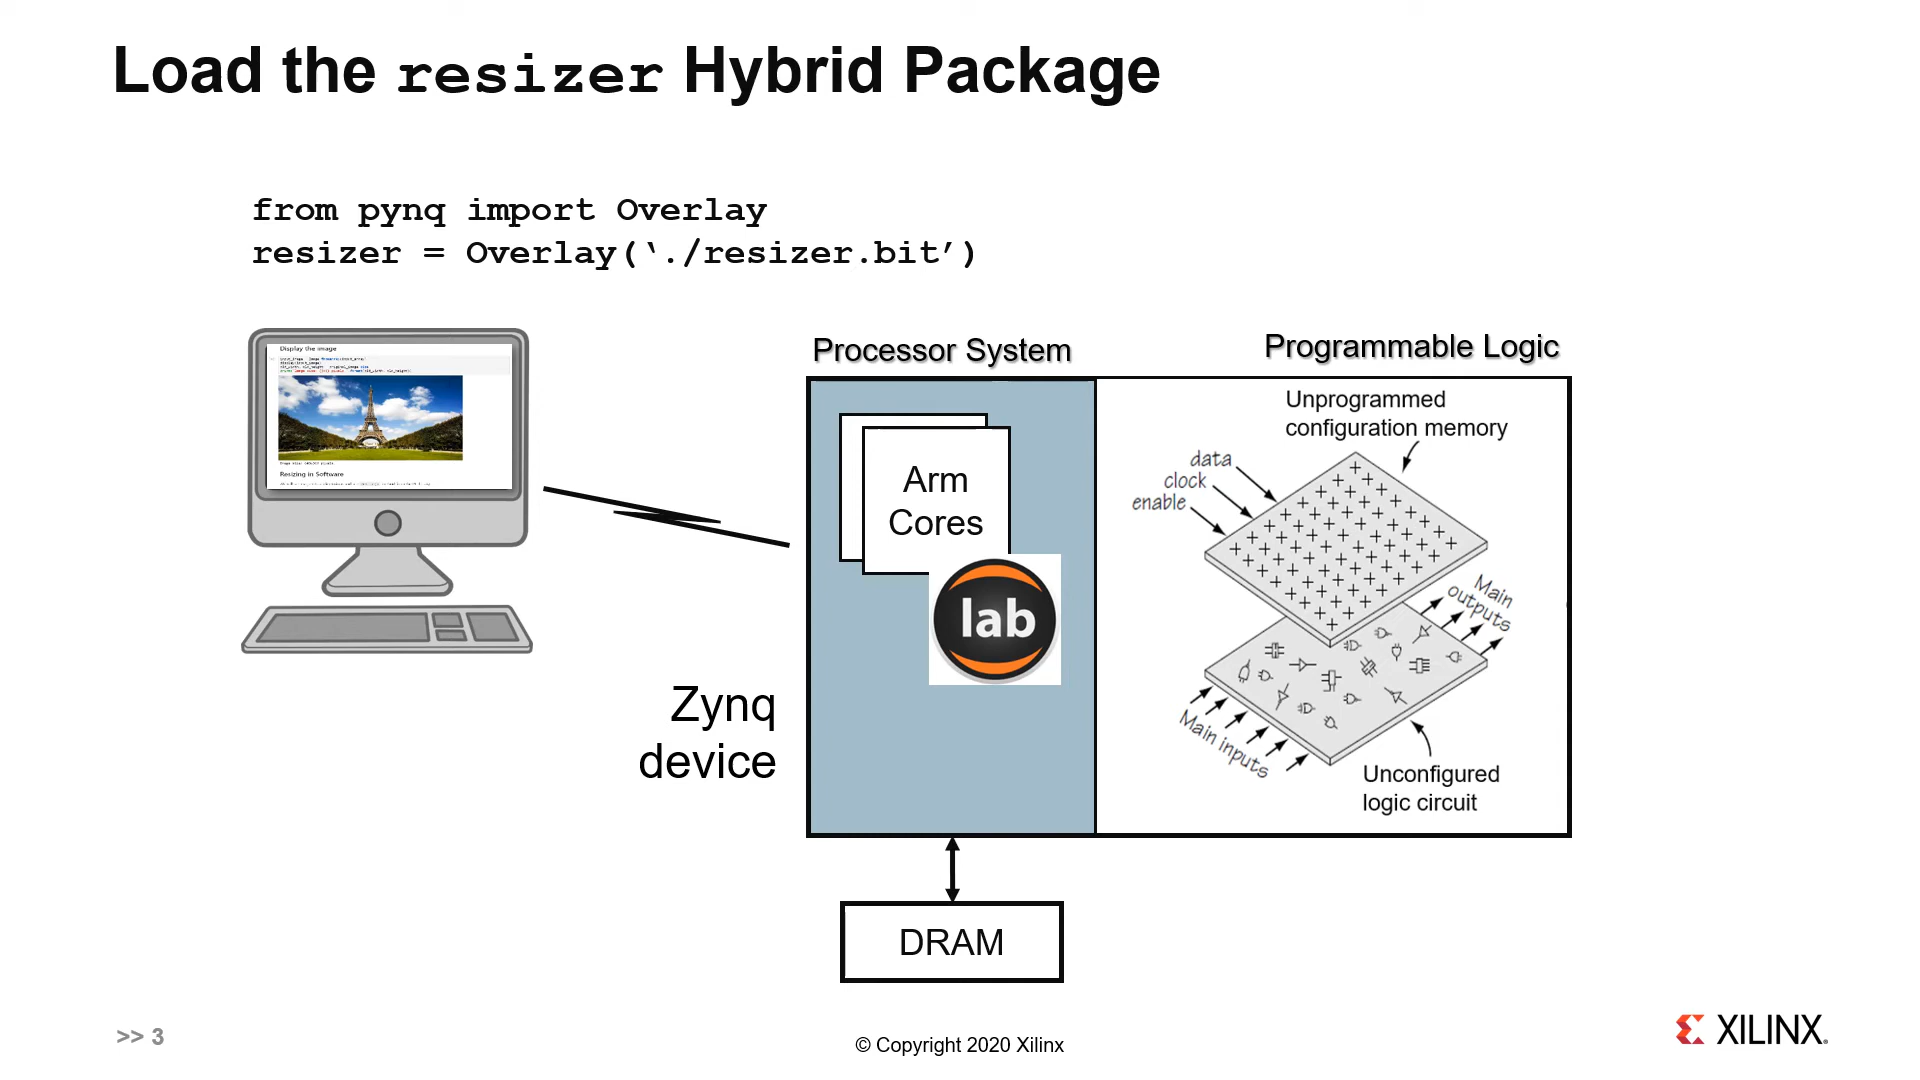 Load the resizer Hybrid Package
from pynq import Overlay
resizer = Overlay(‘./resizer.bit’)
Display the image
Resizing in Software
Processor System
Programmable Logic
Arm
Cores
lab
Unprogrammed
configuration memory
data
clock
enable
Main
outputs
Main inputs
Unconfigured
logic circuit
Zynq
device
DRAM
>> 3
© Copyright 2020 Xilinx
XILINX.